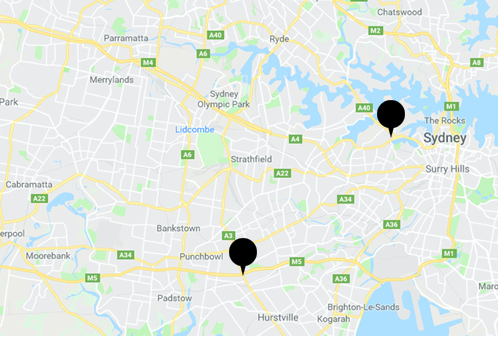 Chatswood
Parramatta
A40
M2
Ryde
A6
M4
A8
Merrylands
Sydney
Olympic Park
A40
M1
Park
The Rocks
Lidcombe
Sydney
A4
A6
Strathfield
A22
Surry Hills
Cabramatta
A22
A34
A36
Bankstown
A3
erpool
Moorebank
A34
Punchbowl
M5
M1
M5
A36
Padstow
Maro
Brighton-Le-Sands
Hurstville
Kogarah